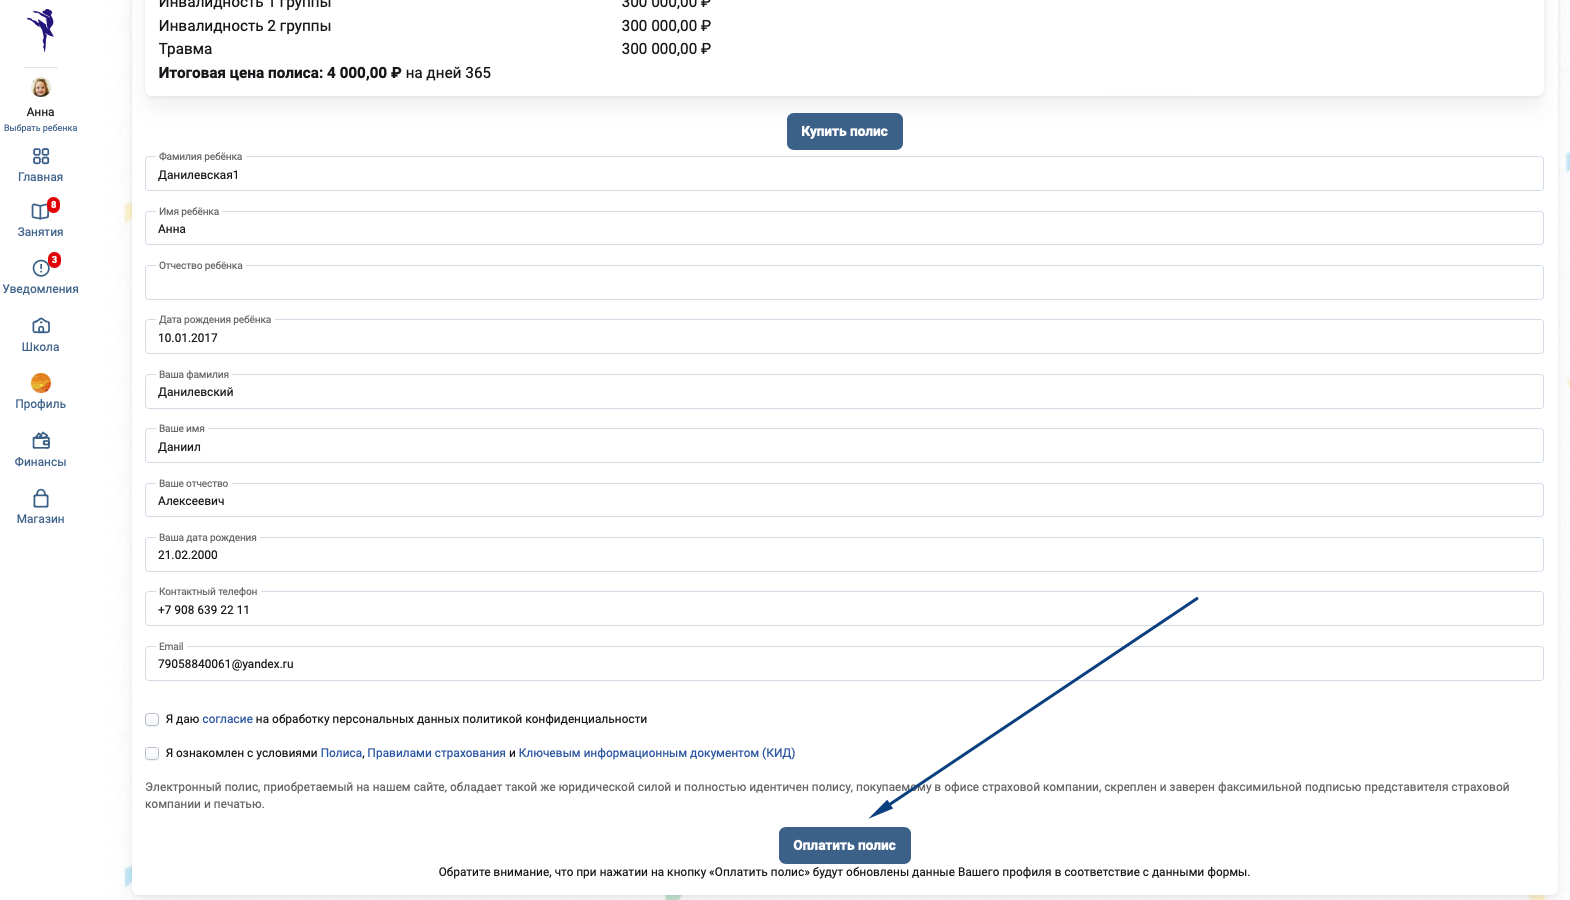 Инвалидность 1 группы 300 000,00 ₽
Инвалидность 2 группы 300 000,00 ₽
Травма 300 000,00 ₽
Итоговая цена полиса: 4 000,00 ₽ на дней 365
Купить полис
Анна
Выбрать ребенка
Главная
8
Занятия
3
Уведомления
Школа
Профиль
Финансы
Магазин
Фамилия ребёнка
Данилевская1
Имя ребёнка
Анна
Отчество ребёнка
Дата рождения ребёнка
10.01.2017
Ваша фамилия
Данилевский
Ваше имя
Даниил
Ваше отчество
Алексеевич
Ваша дата рождения
21.02.2000
Контактный телефон
+7 908 639 22 11
Email
79058840061@yandex.ru
Я даю согласие на обработку персональных данных политикой конфиденциальности
Я ознакомлен с условиями Полиса, Правилами страхования и Ключевым информационным документом (КИД)
Электронный полис, приобретаемый на нашем сайте, обладает такой же юридической силой и полностью идентичен полису, покупаемому в офисе страховой компании, скреплен и заверен факсимильной подписью представителя страховой
компании и печатью.
Оплатить полис
Обратите внимание, что при нажатии на кнопку «Оплатить полис» будут обновлены данные Вашего профиля в соответствие с данными формы.